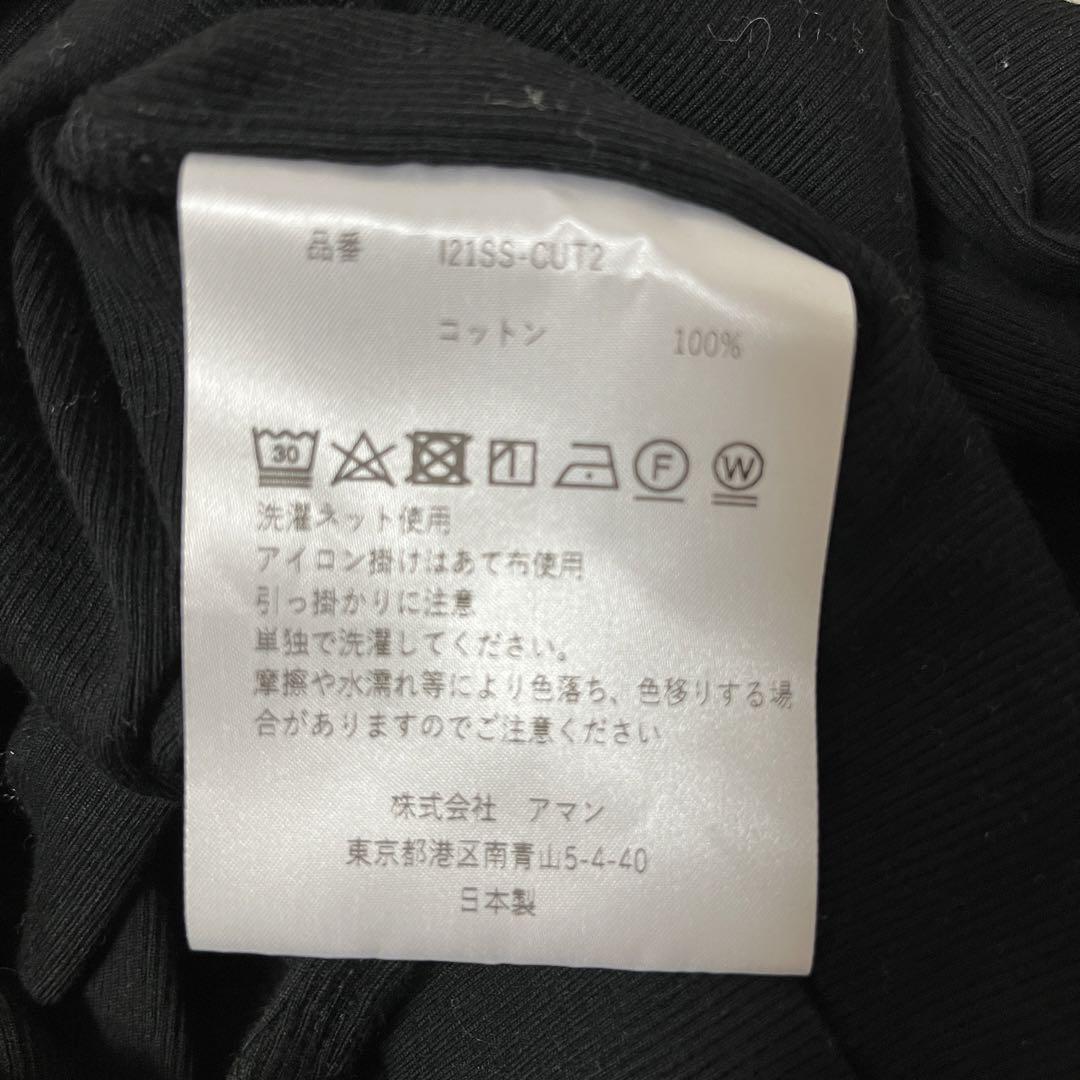 品番 I21SS-CUT2
コットン 100%
30 F W
洗濯ネット使用
アイロン掛けはあて布使用
引っ掛かりに注意
単独で洗濯してください。
摩擦や水濡れ等により色落ち、色移りする場
合がありますのでご注意ください
株式会社 アマン
東京都港区南青山5-4-40
日本製